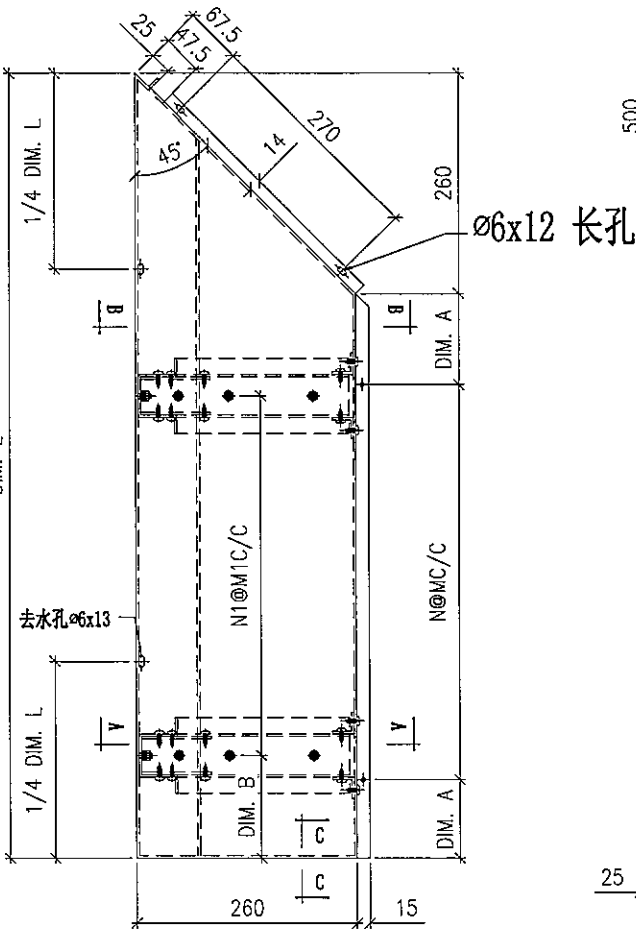 67.5
25
47.5
270
14
45°
1/4 DIM. L
260
500
Ø6x12 长孔
B
B
DIM. A
N1@M1C/C
N@MC/C
去水孔Ø6x13
1/4 DIM. L
A
A
DIM. B
DIM. A
C
C
260
15
25